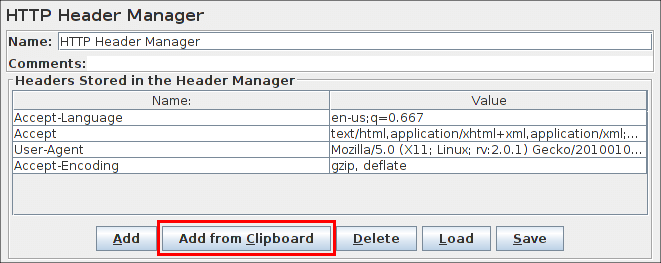 HTTP Header Manager
Name: HTTP Header Manager
Comments:
Headers Stored in the Header Manager
Name: Value
Accept-Language en-us;q=0.667
Accept text/html,application/xhtml+xml,application/xml;...
User-Agent Mozilla/5.0 (X11; Linux; rv:2.0.1) Gecko/2010010...
Accept-Encoding gzip, deflate
Add Add from Clipboard Delete Load Save